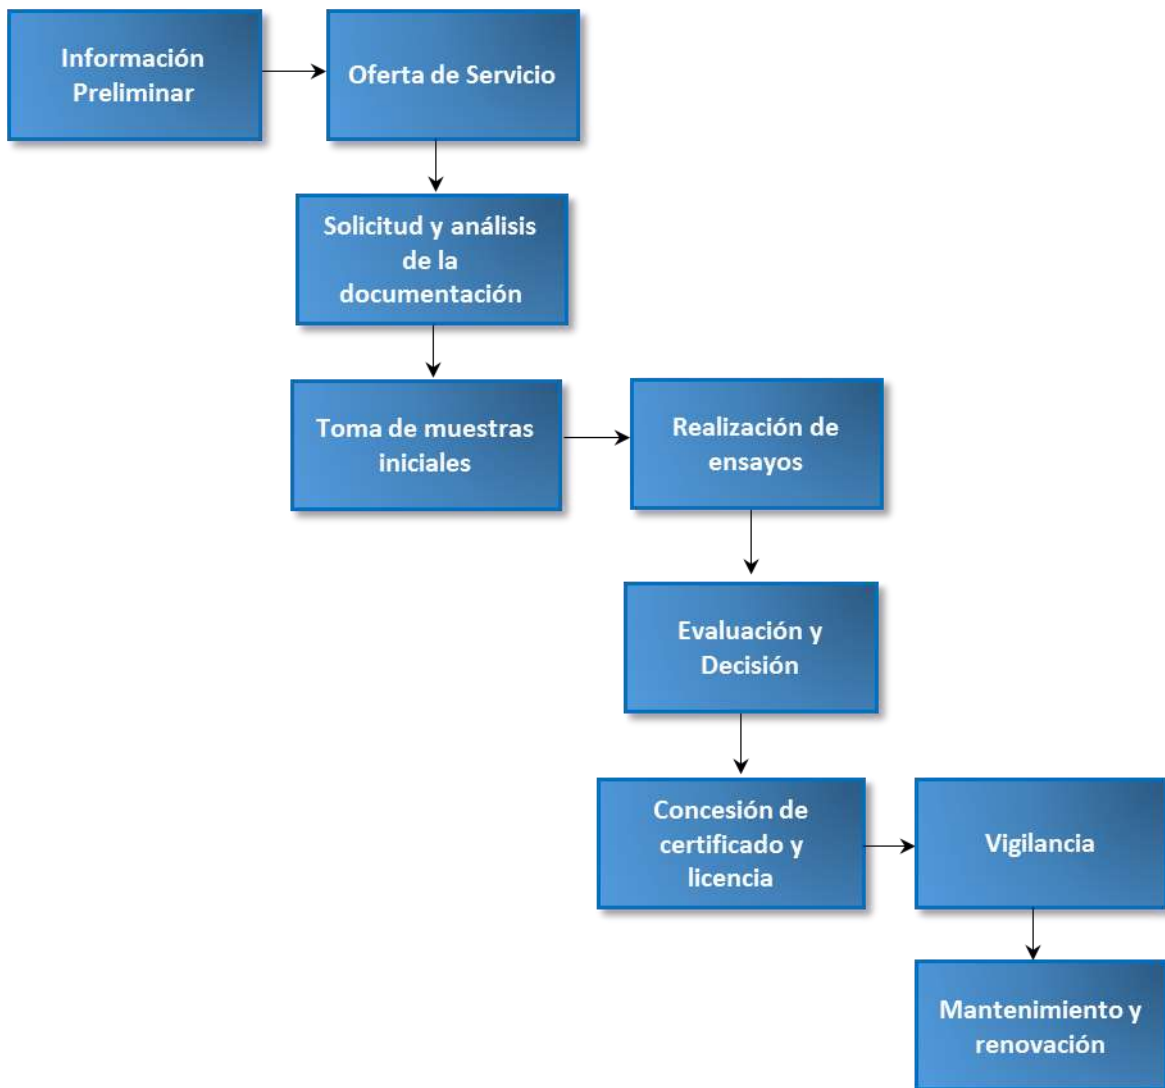 Información
Preliminar
Oferta de Servicio
Solicitud y análisis
de la
documentación
Toma de muestras
iniciales
Realización de
ensayos
Evaluación y
Decisión
Concesión de
certificado y
licencia
Vigilancia
Mantenimiento y
renovación